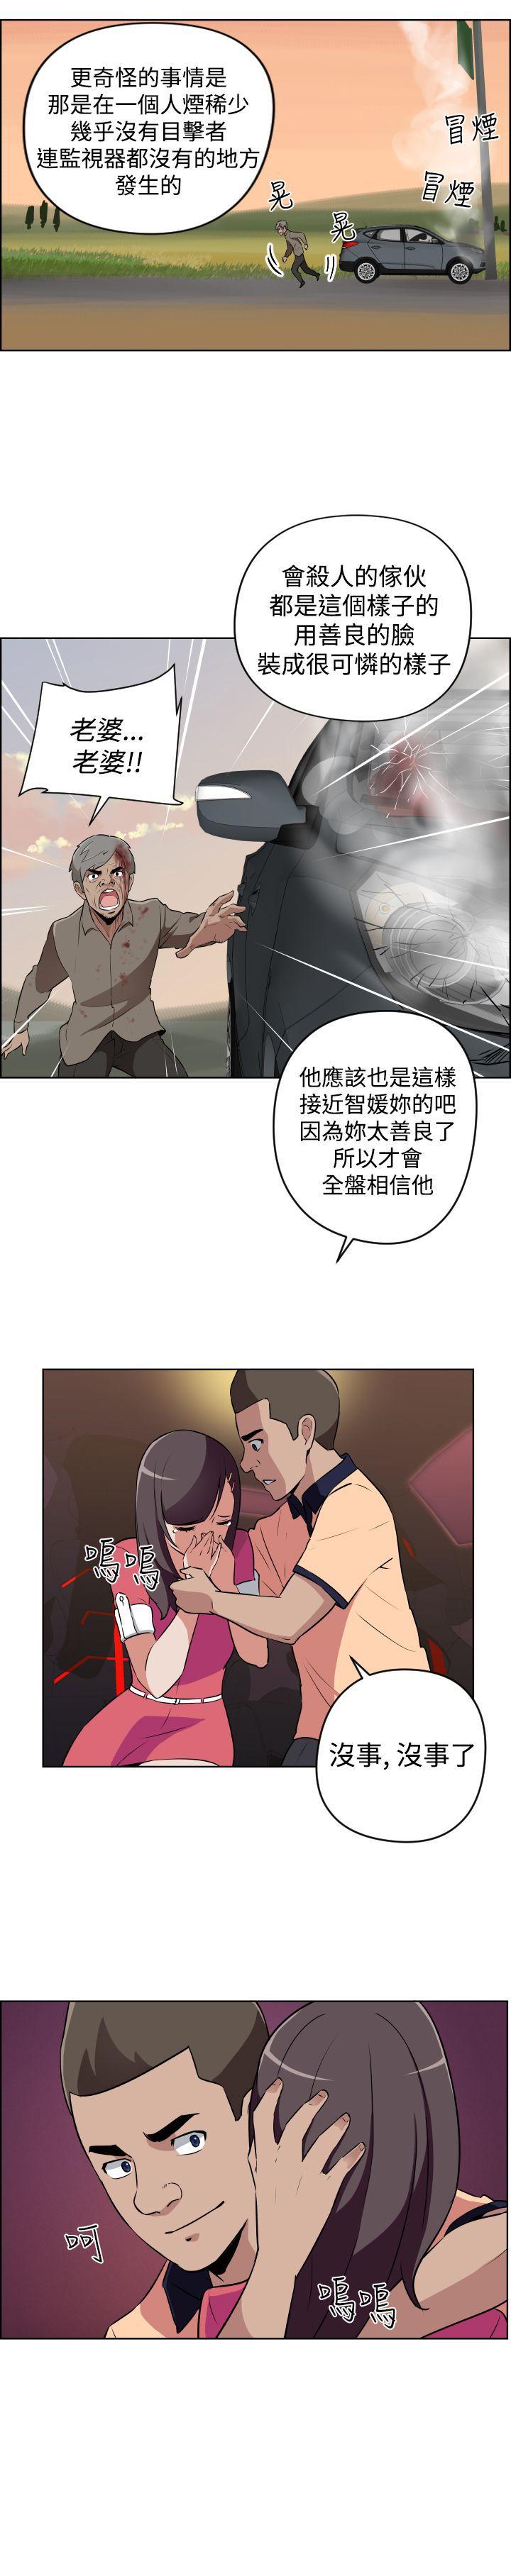 更奇怪的事情是
那是在一個人煙稀少
幾乎沒有目擊者
連監視器都沒有的地方
發生的
冒煙
冒煙
晃
晃
會殺人的傢伙
都是這個樣子的
用善良的臉
裝成很可憐的樣子
老婆...
老婆!!
他應該也是這樣
接近智媛妳的吧
因為妳太善良了
所以才會
全盤相信他
嗚嗚
沒事, 沒事了
呵
嗚嗚